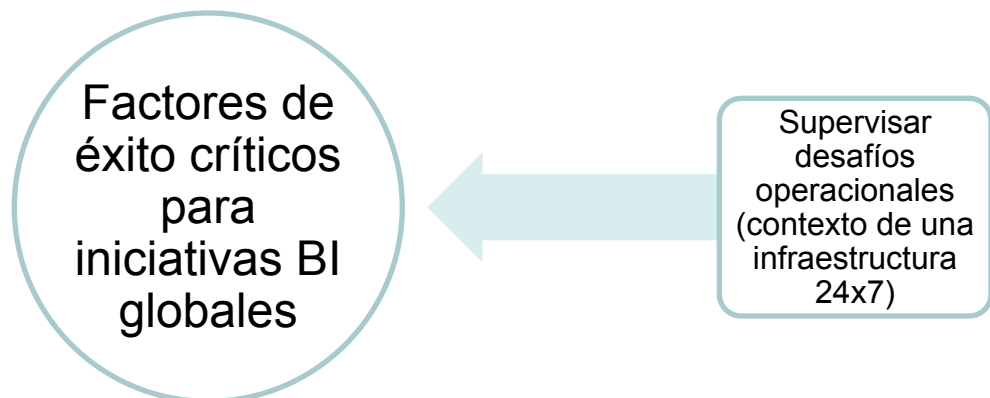 Factores de
éxito críticos
para
iniciativas BI
globales
Supervisar
desafíos
operacionales
(contexto de una
infraestructura
24x7)